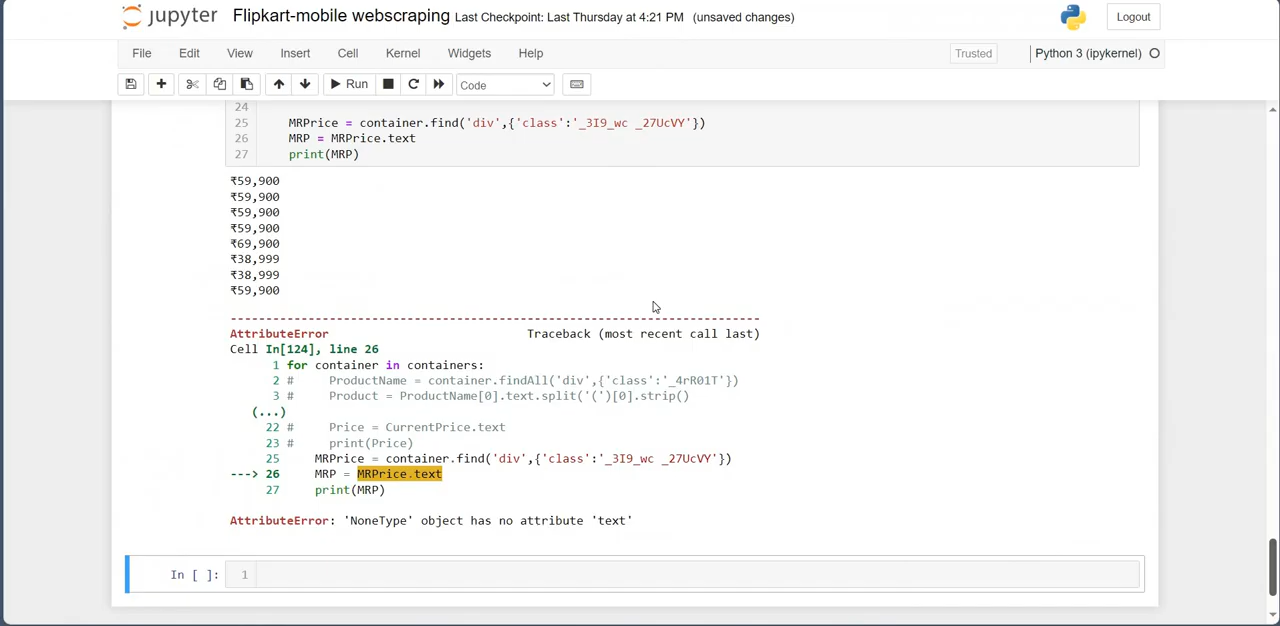 jupyter Flipkart-mobile webscraping Last Checkpoint: Last Thursday at 4:21 PM (unsaved changes) Logout
File Edit View Insert Cell Kernel Widgets Help Trusted Python 3 (ipykernel)
Run Code
24
25 MRPrice = container.find('div',{'class':'_3I9_wc _27UcVY'})
26 MRP = MRPrice.text
27 print(MRP)
₹59,900
₹59,900
₹59,900
₹59,900
₹69,900
₹38,999
₹38,999
₹59,900
---------------------------------------------------------------------------
AttributeError Traceback (most recent call last)
Cell In[124], line 26
1 for container in containers:
2 # ProductName = container.findAll('div',{'class':'_4rR01T'})
3 # Product = ProductName[0].text.split('(')[0].strip()
(...)
22 # Price = CurrentPrice.text
23 # print(Price)
25 MRPrice = container.find('div',{'class':'_3I9_wc _27UcVY'})
---> 26 MRP = MRPrice.text
27 print(MRP)
AttributeError: 'NoneType' object has no attribute 'text'
In [ ]: 1